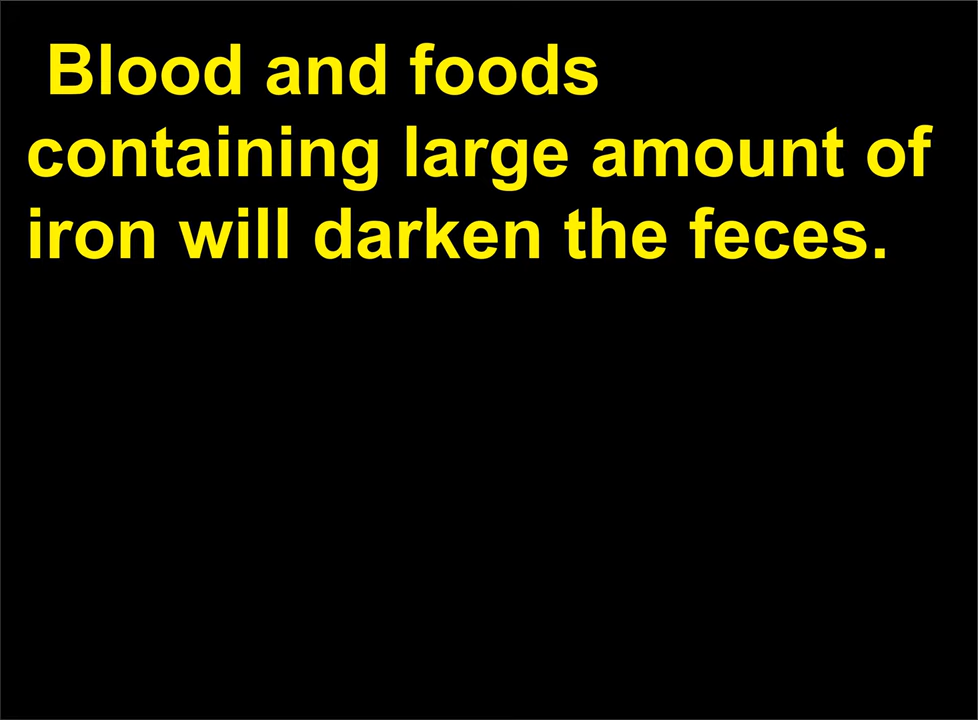 Blood and foods
containing large amount of
iron will darken the feces.